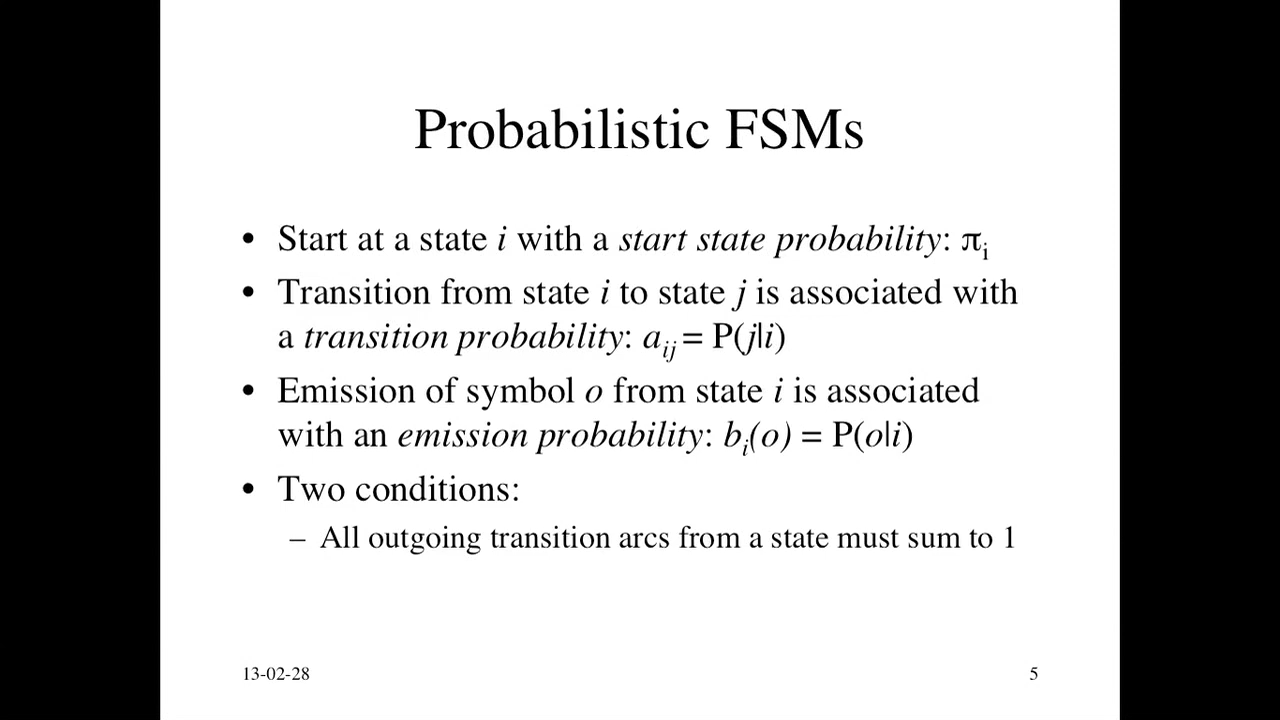 Probabilistic FSMs
• Start at a state i with a start state probability: πi
• Transition from state i to state j is associated with
a transition probability: aij = P(j|i)
• Emission of symbol o from state i is associated
with an emission probability: bi(o) = P(o|i)
• Two conditions:
– All outgoing transition arcs from a state must sum to 1
13-02-28
5